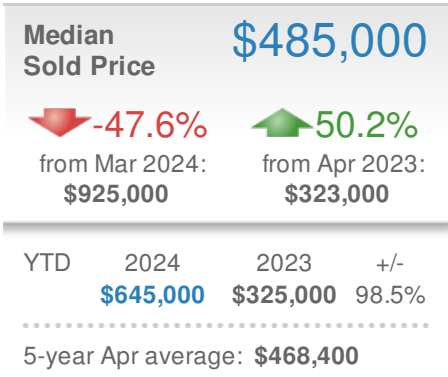 Median
Sold Price
$485,000
-47.6%
from Mar 2024:
$925,000
50.2%
from Apr 2023:
$323,000
YTD 2024 2023 +/-
$645,000 $325,000 98.5%
5-year Apr average: $468,400